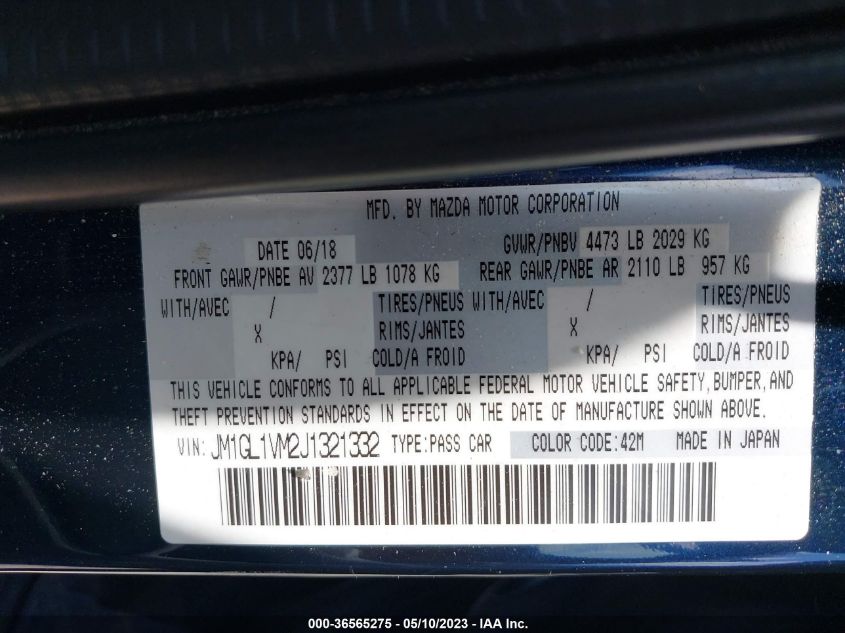 MFD. BY MAZDA MOTOR CORPORATION
DATE 06/18 GVWR/PNBV 4473 LB 2029 KG
FRONT GAWR/PNBE AV 2377 LB 1078 KG REAR GAWR/PNBE AR 2110 LB 957 KG
WITH/AVEC / TIRES/PNEUS WITH/AVEC / TIRES/PNEUS
X RIMS/JANTES X RIMS/JANTES
KPA/ PSI COLD/A FROID KPA/ PSI COLD/A FROID
THIS VEHICLE CONFORMS TO ALL APPLICABLE FEDERAL MOTOR VEHICLE SAFETY, BUMPER, AND
THEFT PREVENTION STANDARDS IN EFFECT ON THE DATE OF MANUFACTURE SHOWN ABOVE.
VIN: JM1GL1VM2J1321332 TYPE:PASS CAR COLOR CODE:42M MADE IN JAPAN
000-36565275 - 05/10/2023 - IAA Inc.